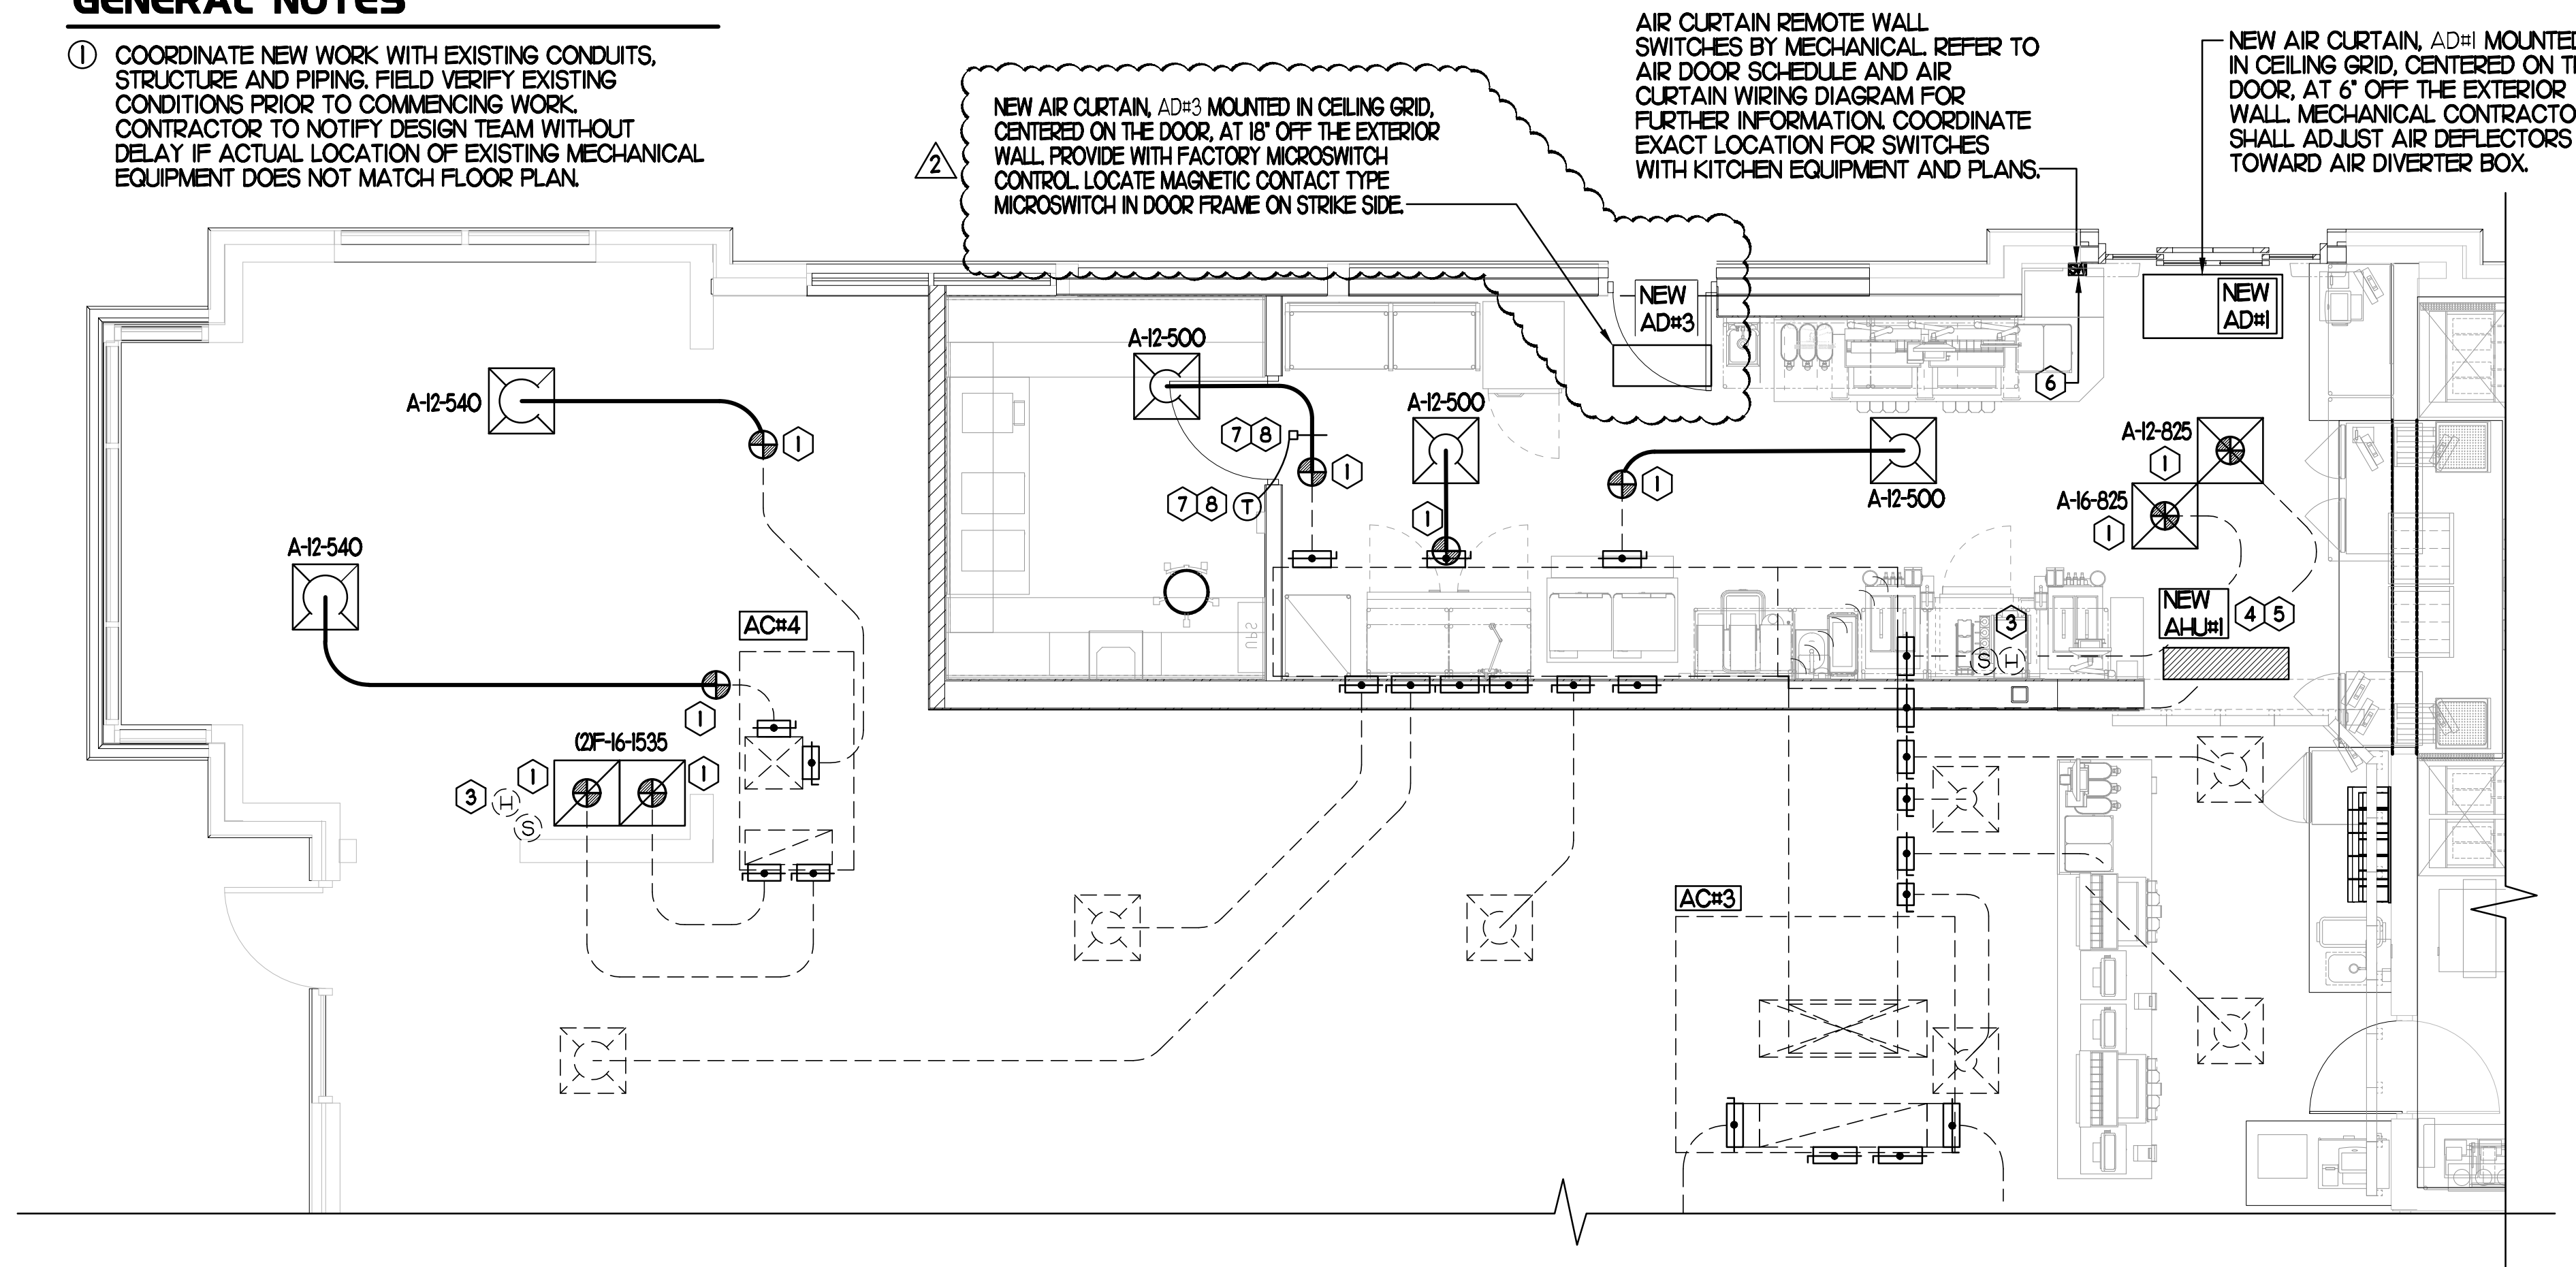 GENERAL NOTES
1 COORDINATE NEW WORK WITH EXISTING CONDUITS,
STRUCTURE AND PIPING. FIELD VERIFY EXISTING
CONDITIONS PRIOR TO COMMENCING WORK.
CONTRACTOR TO NOTIFY DESIGN TEAM WITHOUT
DELAY IF ACTUAL LOCATION OF EXISTING MECHANICAL
EQUIPMENT DOES NOT MATCH FLOOR PLAN.
2
NEW AIR CURTAIN, AD#3 MOUNTED IN CEILING GRID,
CENTERED ON THE DOOR, AT 18" OFF THE EXTERIOR
WALL. PROVIDE WITH FACTORY MICROSWITCH
CONTROL. LOCATE MAGNETIC CONTACT TYPE
MICROSWITCH IN DOOR FRAME ON STRIKE SIDE.
AIR CURTAIN REMOTE WALL
SWITCHES BY MECHANICAL. REFER TO
AIR DOOR SCHEDULE AND AIR
CURTAIN WIRING DIAGRAM FOR
FURTHER INFORMATION. COORDINATE
EXACT LOCATION FOR SWITCHES
WITH KITCHEN EQUIPMENT AND PLANS.
NEW AIR CURTAIN, AD#1 MOUNTED
IN CEILING GRID, CENTERED ON
DOOR, AT 6" OFF THE EXTERIOR
WALL. MECHANICAL
SHALL ADJUST AIR DEFLECTORS
TOWARD AIR DIVERTER BOX.
NEW
AD#3
NEW
AD#1
6
A-12-540
1
A-12-500
7 8
1
7 8 T
A-12-500
1
1
A-12-500
A-12-825
1
A-16-825
1
A-12-540
1
AC#4
UPS
3
S H
NEW
AHU#1
4 5
(2)F-16-1535
1
1
3 H
S
AC#3